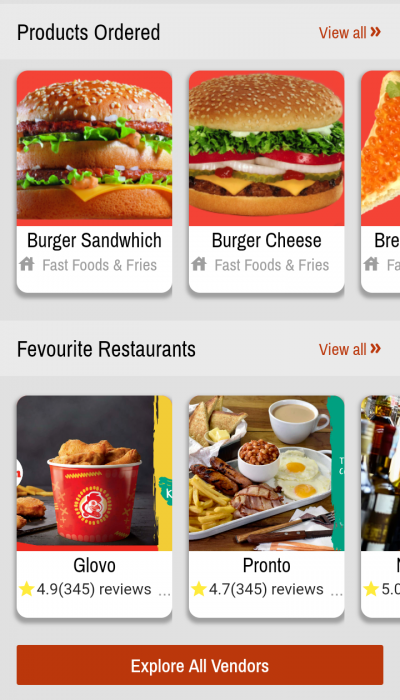 Products Ordered
View all »
Burger Sandwhich
Burger Cheese
Bre
Fast Foods & Fries
Fast Foods & Fries
Fa
Fevourite Restaurants
View all »
Glovo
Pronto
4.9(345) reviews ...
4.7(345) reviews ...
5.0
Explore All Vendors